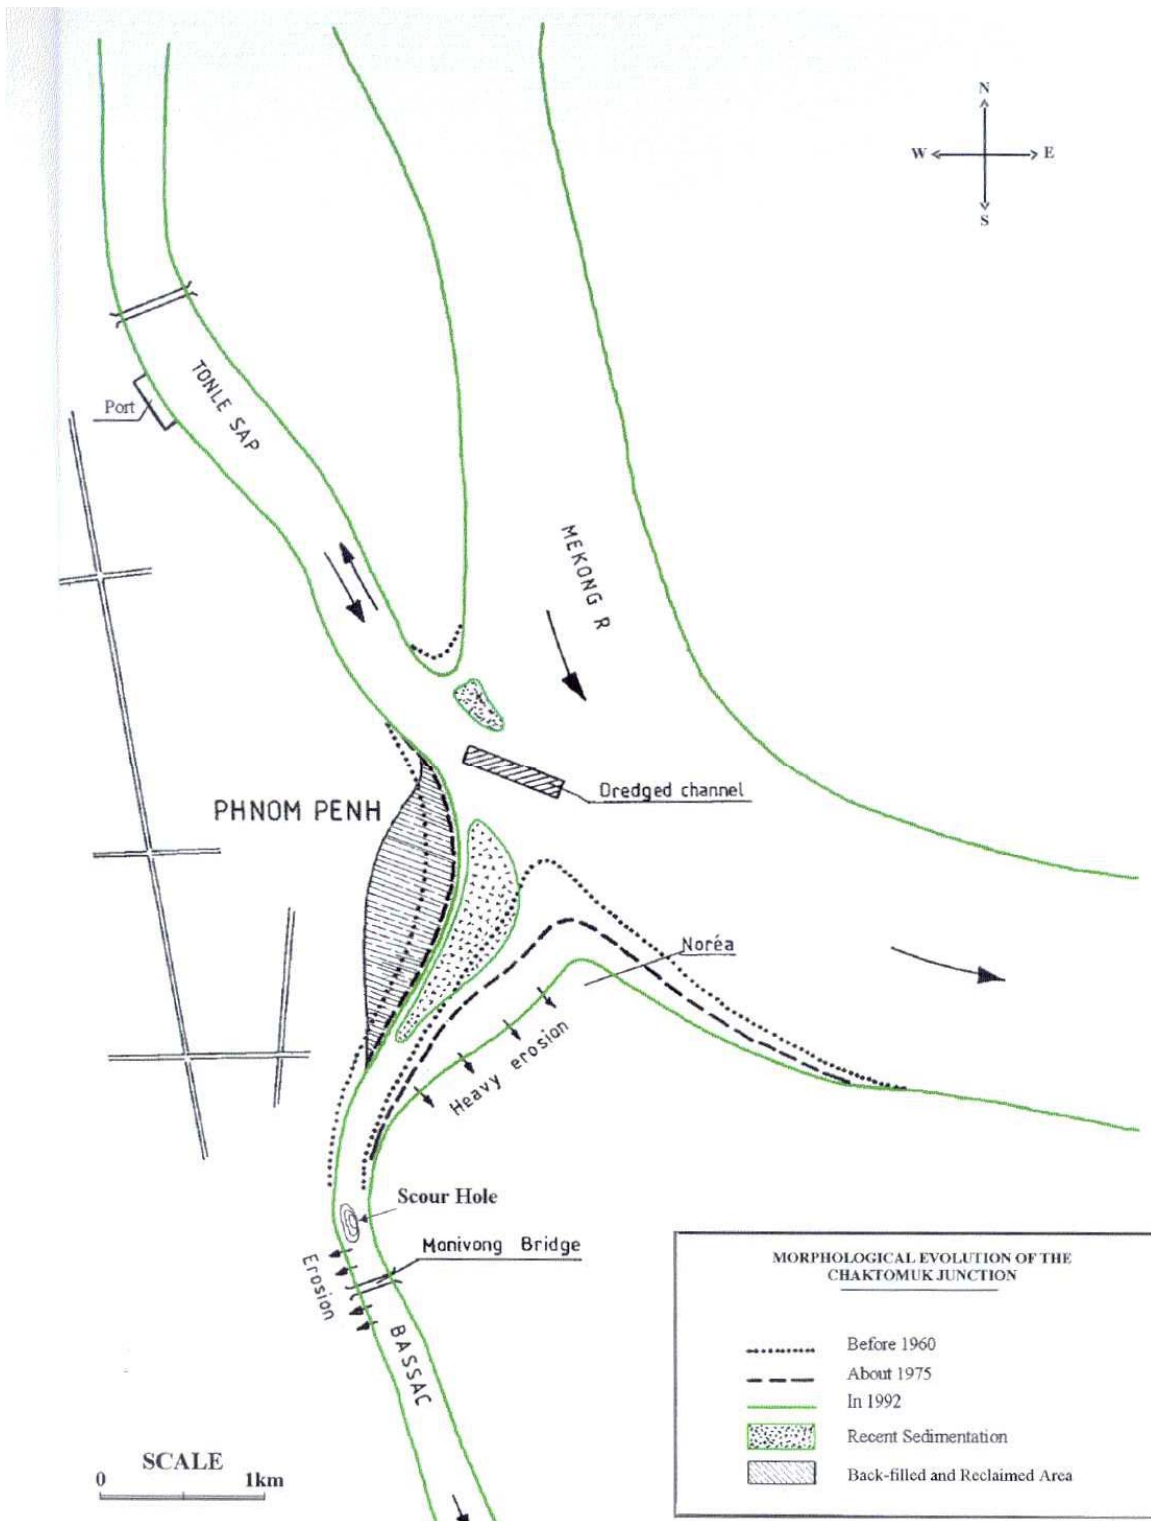 N
W E
S
Port
TONLE SAP
MEKONG R
Dredged channel
PHNOM PENH
Noréa
Heavy erosion
Scour Hole
Monivong Bridge
Erosion
BASSAC
SCALE
0 1km
MORPHOLOGICAL EVOLUTION OF THE
CHAKTOMUK JUNCTION
Before 1960
About 1975
In 1992
Recent Sedimentation
Back-filled and Reclaimed Area